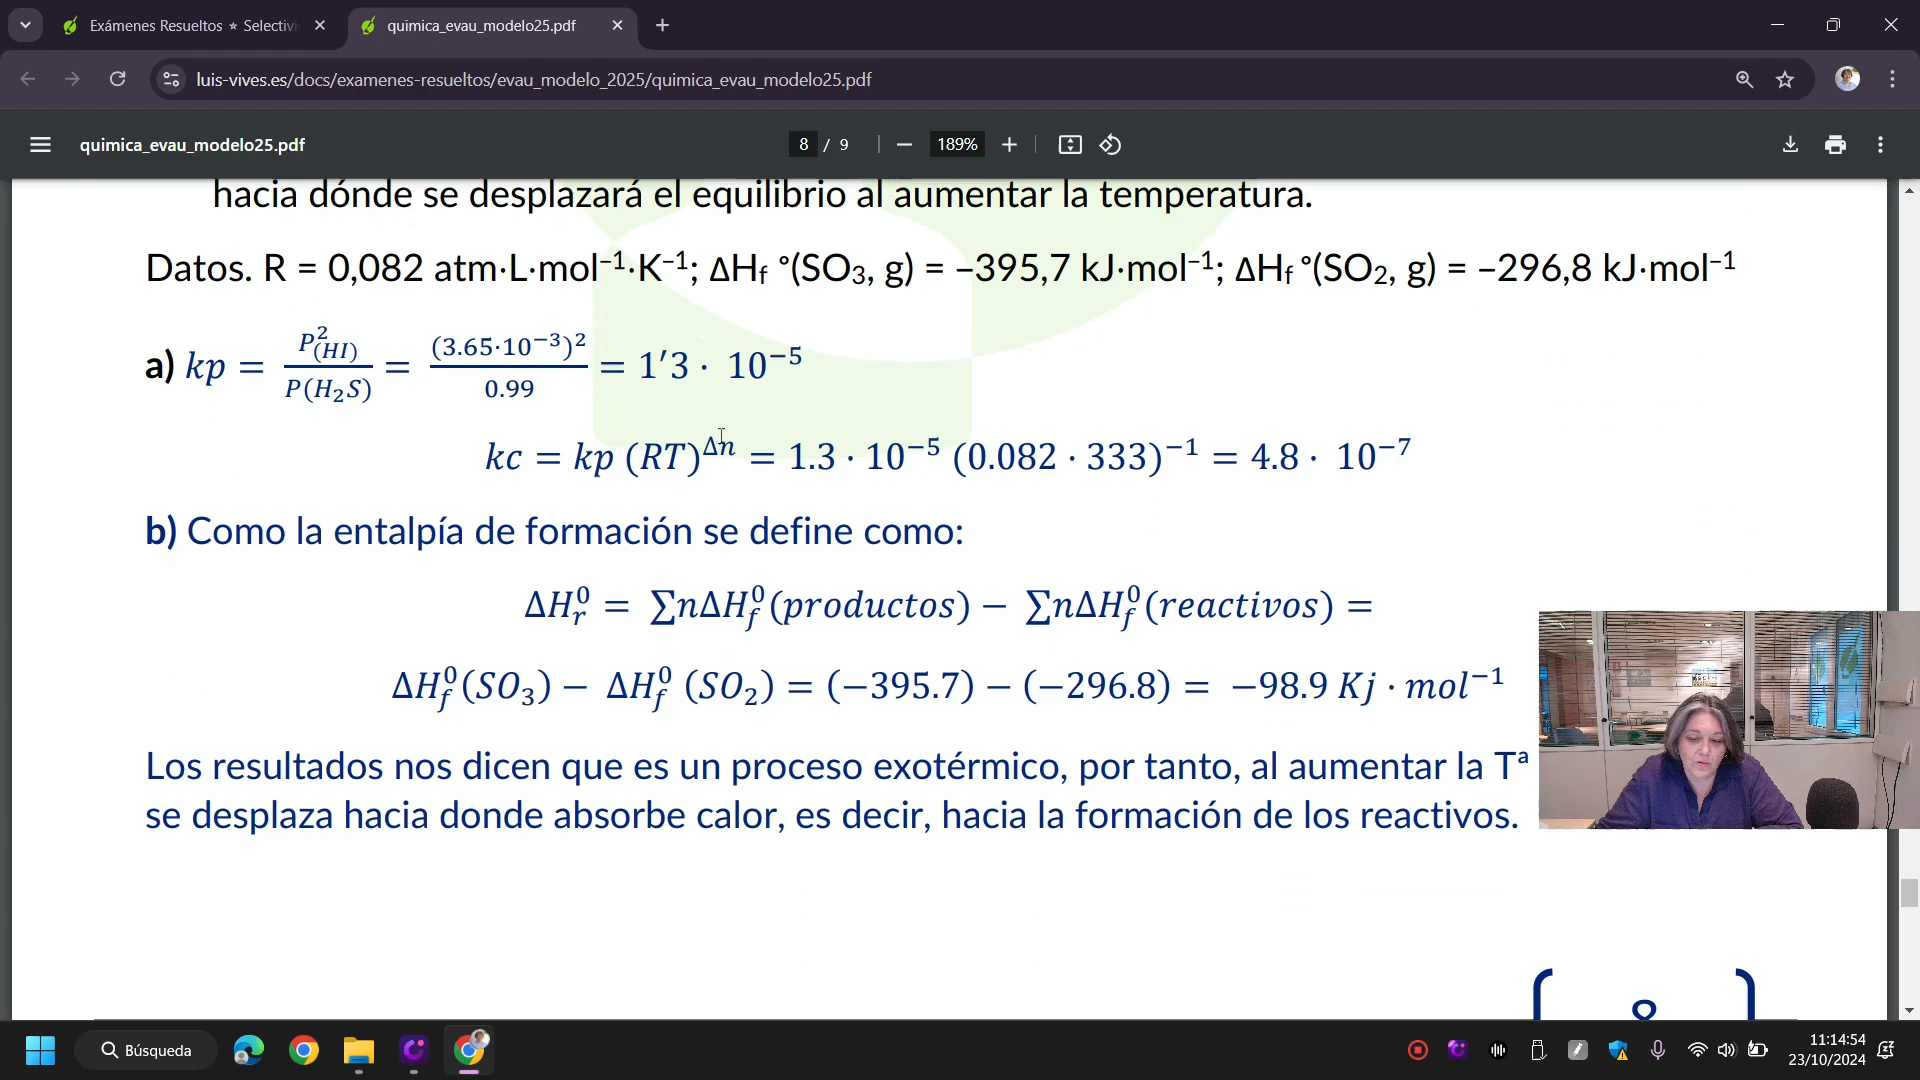 Exámenes Resueltos ★ Selectivi
quimica_evau_modelo25.pdf
luis-vives.es/docs/examenes-resueltos/evau_modelo_2025/quimica_evau_modelo25.pdf
quimica_evau_modelo25.pdf
8 / 9
189%
hacia dónde se desplazará el equilibrio al aumentar la temperatura.
Datos. R = 0,082 atm·L·mol⁻¹·K⁻¹; ΔHf °(SO₃, g) = –395,7 kJ·mol⁻¹; ΔHf °(SO₂, g) = –296,8 kJ·mol⁻¹
a) kp = P²(HI) / P(H₂S) = (3.65·10⁻³)² / 0.99 = 1′3 · 10⁻⁵
kc = kp (RT)^Δn = 1.3 · 10⁻⁵ (0.082 · 333)⁻¹ = 4.8 · 10⁻⁷
b) Como la entalpía de formación se define como:
ΔH⁰r = ∑nΔH⁰f(productos) − ∑nΔH⁰f(reactivos) =
ΔH⁰f(SO₃) − ΔH⁰f (SO₂) = (−395.7) − (−296.8) = −98.9 Kj · mol⁻¹
Los resultados nos dicen que es un proceso exotérmico, por tanto, al aumentar la Tª
se desplaza hacia donde absorbe calor, es decir, hacia la formación de los reactivos.
8
Búsqueda
11:14:54
23/10/2024